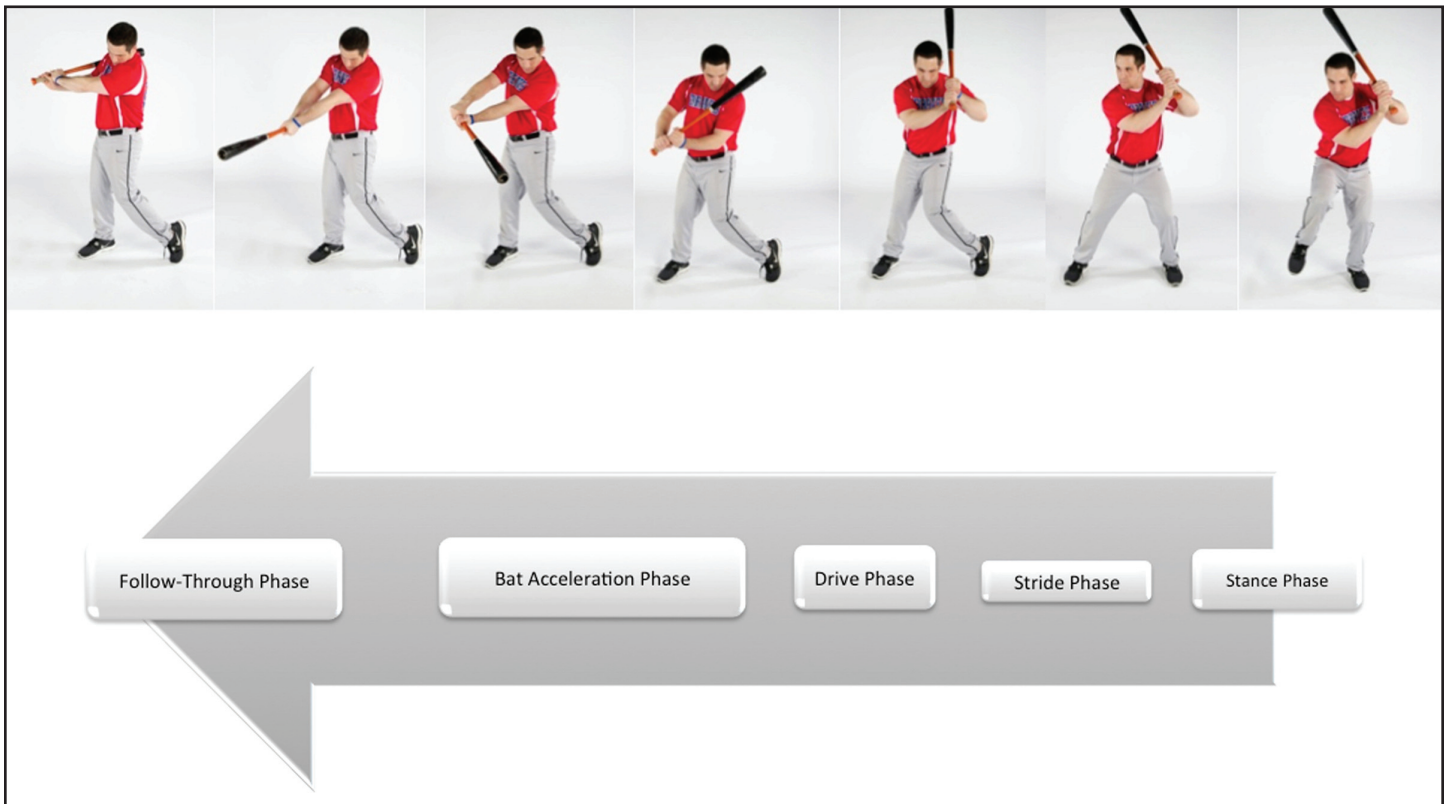 Follow-Through Phase
Bat Acceleration Phase
Drive Phase
Stride Phase
Stance Phase